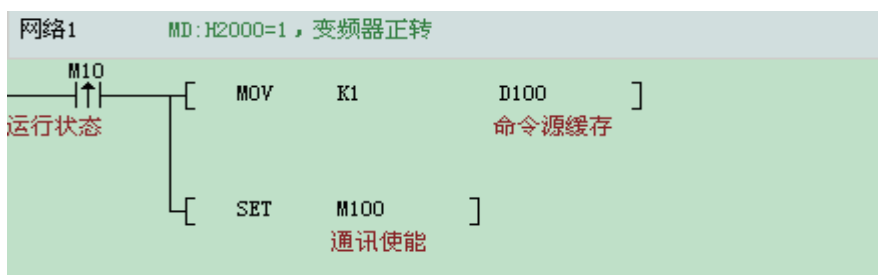 网络1 MD:H2000=1，变频器正转
M10
MOV K1 D100
运行状态 命令源缓存
SET M100
通讯使能